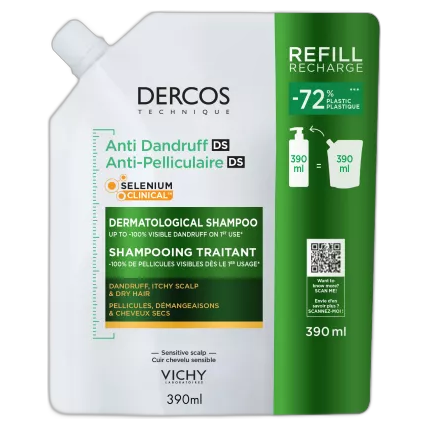 DERCOS
TECHNIQUE
Anti Dandruff DS
Anti-Pelliculaire DS
SELENIUM
CLINICAL
DERMATOLOGICAL SHAMPOO
UP TO -100% VISIBLE DANDRUFF ON 1ST USE*
SHAMPOOING TRAITANT
-100% DE PELLICULES VISIBLES DÈS LE 1ER USAGE*
DANDRUFF, ITCHY SCALP
& DRY HAIR
PELLICULES, DÉMANGEAISONS
& CHEVEUX SECS
Sensitive scalp
Cuir chevelu sensible
VICHY
LABORATOIRES
390ml
REFILL
RECHARGE
-72% PLASTIC
PLASTIQUE
***
390
ml
=
390
ml
Want to
know more?
SCAN ME!
Envie d'en
savoir plus ?
SCANNEZ-MOI !
390 ml